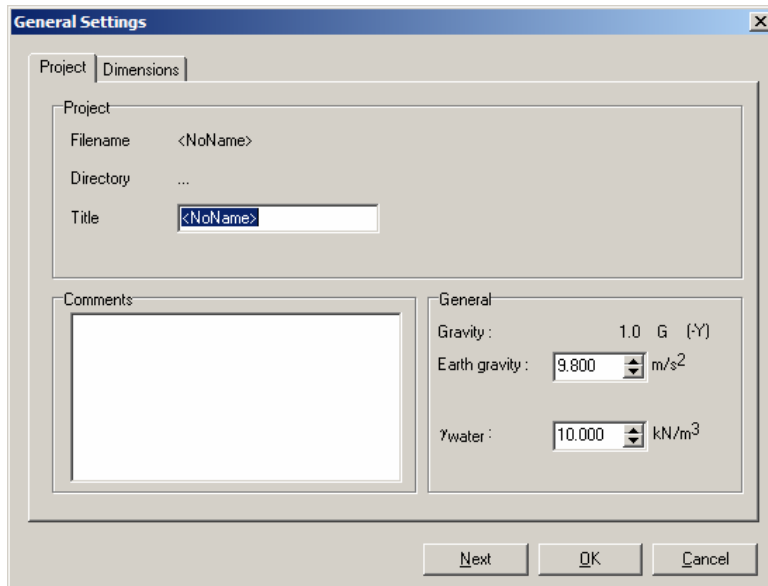 General Settings
Project Dimensions
Project
Filename <NoName>
Directory ...
Title <NoName>
Comments
General
Gravity : 1.0 G (-Y)
Earth gravity : 9.800 m/s2
γwater : 10.000 kN/m3
Next OK Cancel